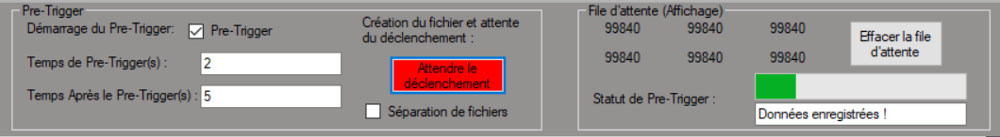 Pre-Trigger
Démarrage du Pre-Trigger: Pre-Trigger
Temps de Pre-Trigger(s) : 2
Temps Après le Pre-Trigger(s) : 5
Création du fichier et attente
du déclenchement :
Attendre le
déclenchement
Séparation de fichiers
File d'attente (Affichage)
99840 99840 99840
99840 99840 99840
Effacer la file
d'attente
Statut de Pre-Trigger :
Données enregistrées !